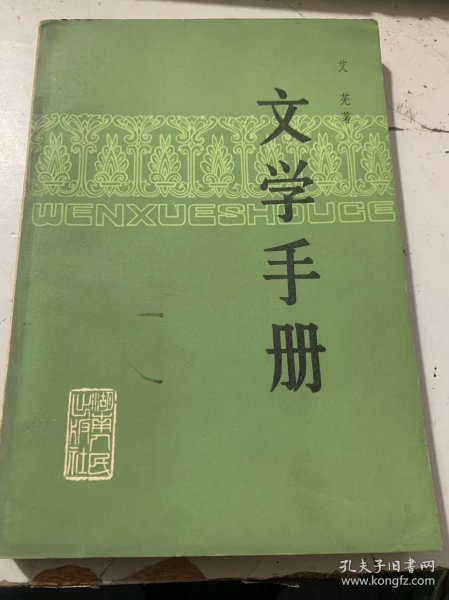 艾芜著
文学手册
WENXUESHOUCE
湖南人民
出版社
孔夫子旧书网
www.kongfz.com